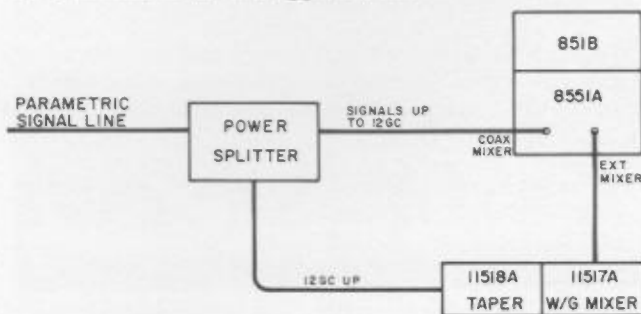 851B
8551A
PARAMETRIC
SIGNAL LINE
POWER
SPLITTER
SIGNALS UP
TO 12GC
COAX
MIXER
EXT
MIXER
12GC UP
11518A
TAPER
11517A
W/G MIXER